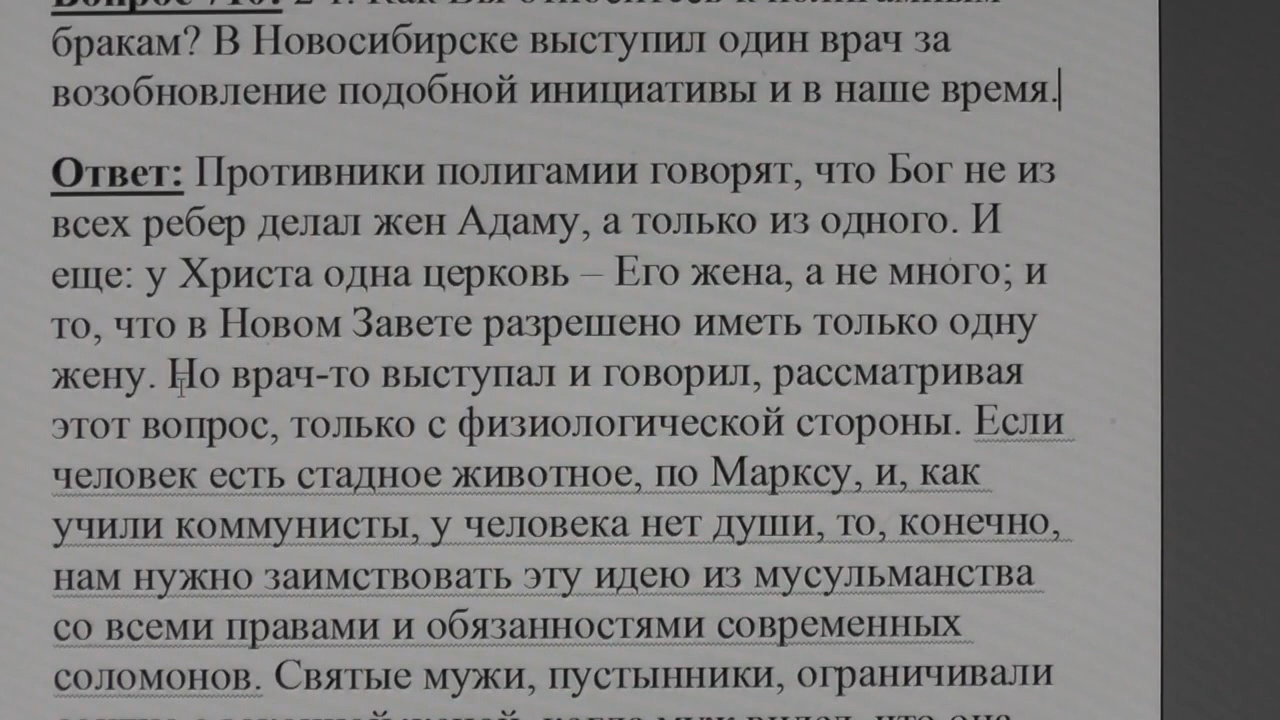 бракам? В Новосибирске выступил один врач за
возобновление подобной инициативы и в наше время.
Ответ: Противники полигамии говорят, что Бог не из
всех ребер делал жен Адаму, а только из одного. И
еще: у Христа одна церковь – Его жена, а не много; и
то, что в Новом Завете разрешено иметь только одну
жену. Но врач-то выступал и говорил, рассматривая
этот вопрос, только с физиологической стороны. Если
человек есть стадное животное, по Марксу, и, как
учили коммунисты, у человека нет души, то, конечно,
нам нужно заимствовать эту идею из мусульманства
со всеми правами и обязанностями современных
соломонов. Святые мужи, пустынники, ограничивали